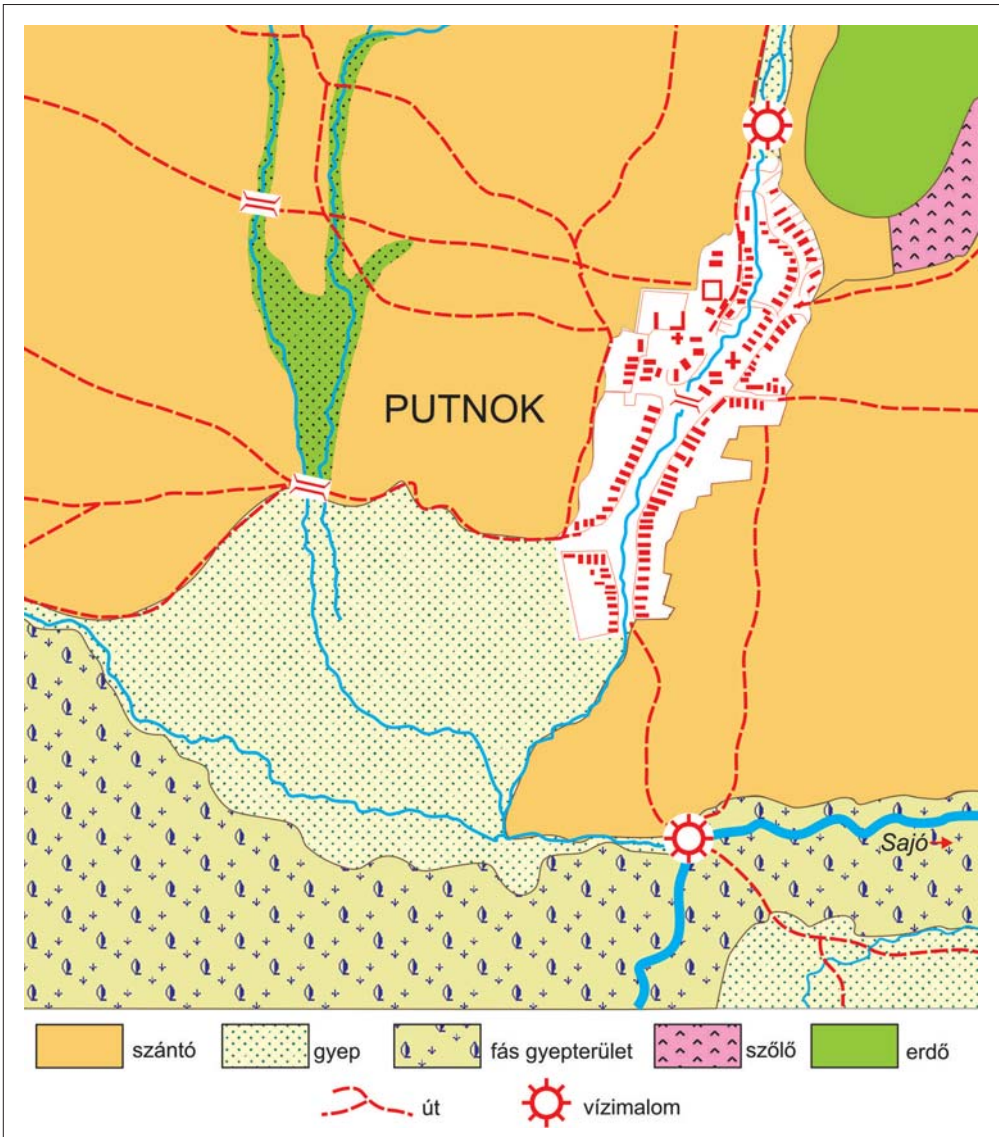 PUTNOK
Sajó
szántó
gyep
fás gyepterület
szőlő
erdő
út
vízimalom